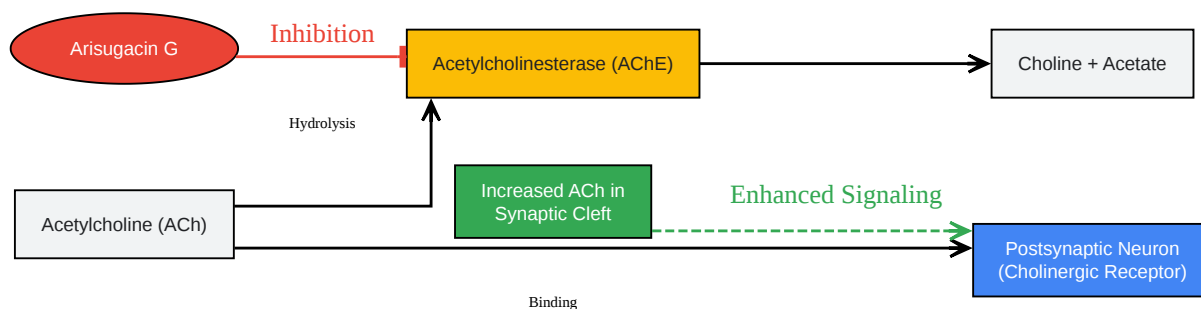 Arisugacin G
Inhibition
Acetylcholinesterase (AChE)
Choline + Acetate
Hydrolysis
Acetylcholine (ACh)
Increased ACh in
Synaptic Cleft
Enhanced Signaling
Postsynaptic Neuron
(Cholinergic Receptor)
Binding